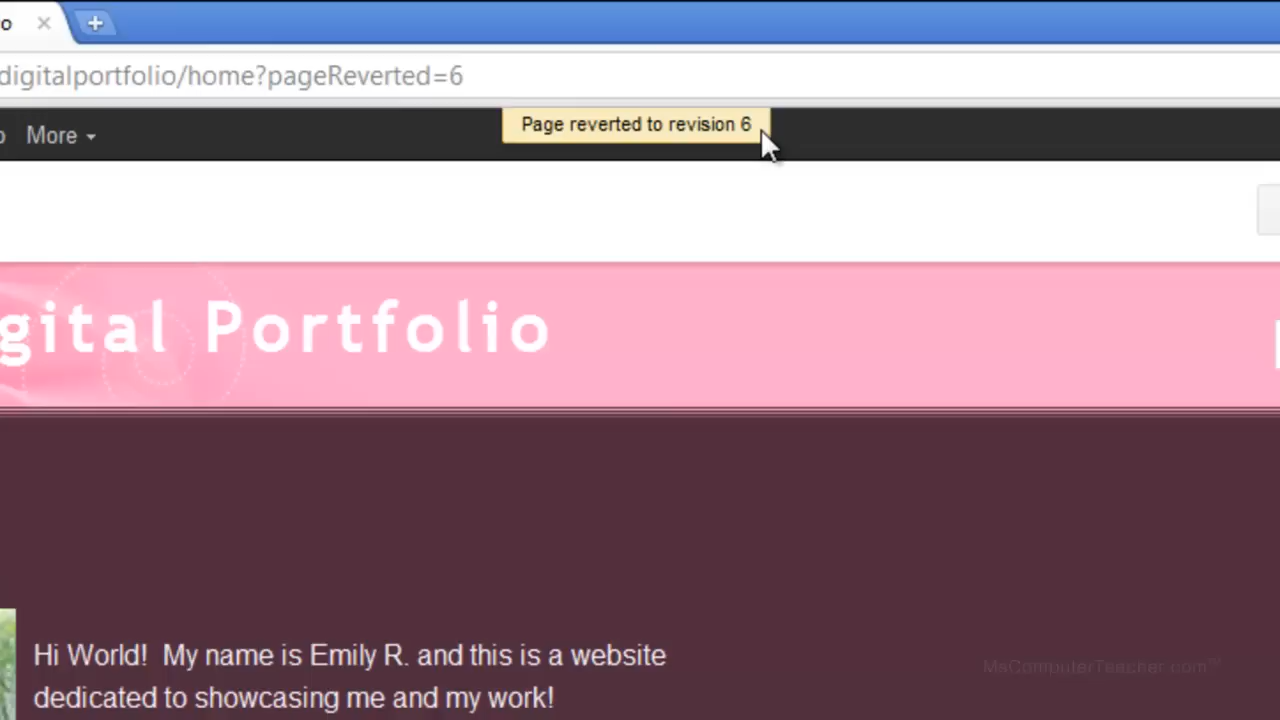 o
digitalportfolio/home?pageReverted=6
o More
Page reverted to revision 6
gital Portfolio
Hi World! My name is Emily R. and this is a website
dedicated to showcasing me and my work!
MsComputerTeacher.com™